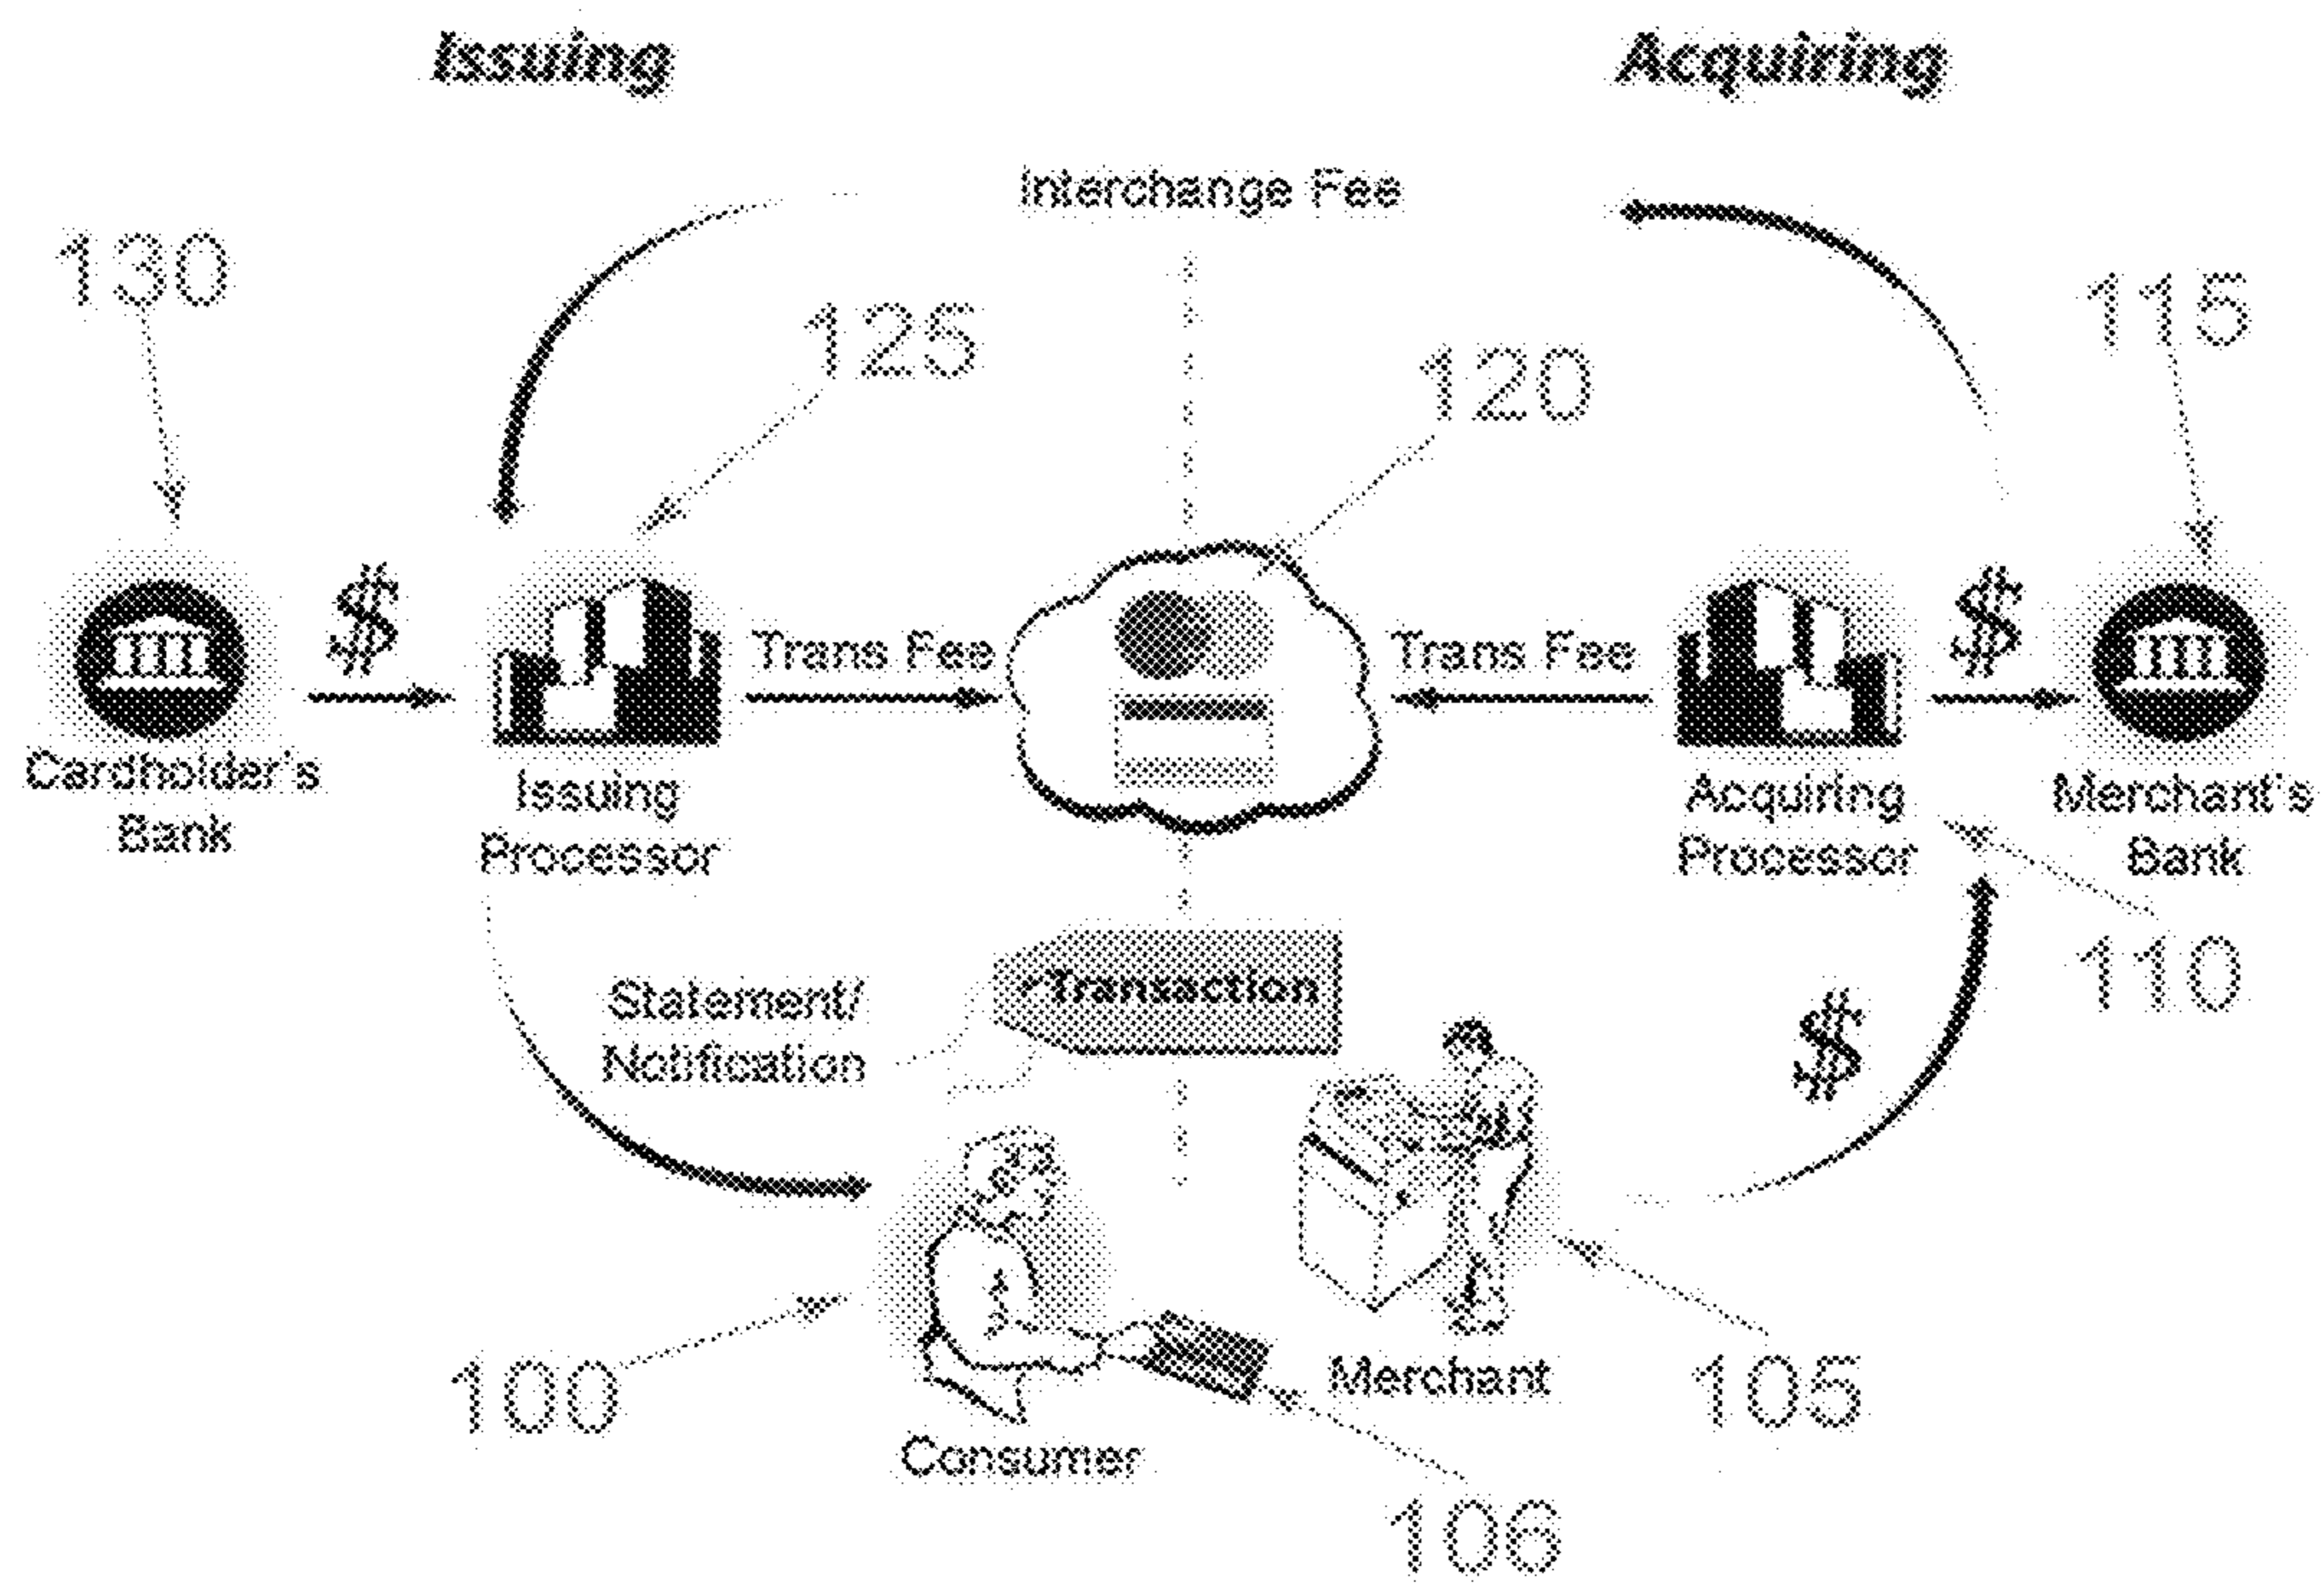 Issuing
Acquiring
Interchange Fee
130
125
120
115
$
Trans Fee
Trans Fee
$
Cardholder's
Bank
Issuing
Processor
Acquiring
Processor
Merchant's
Bank
110
Transaction
Statement/
Notification
$
100
Merchant
105
Consumer
106